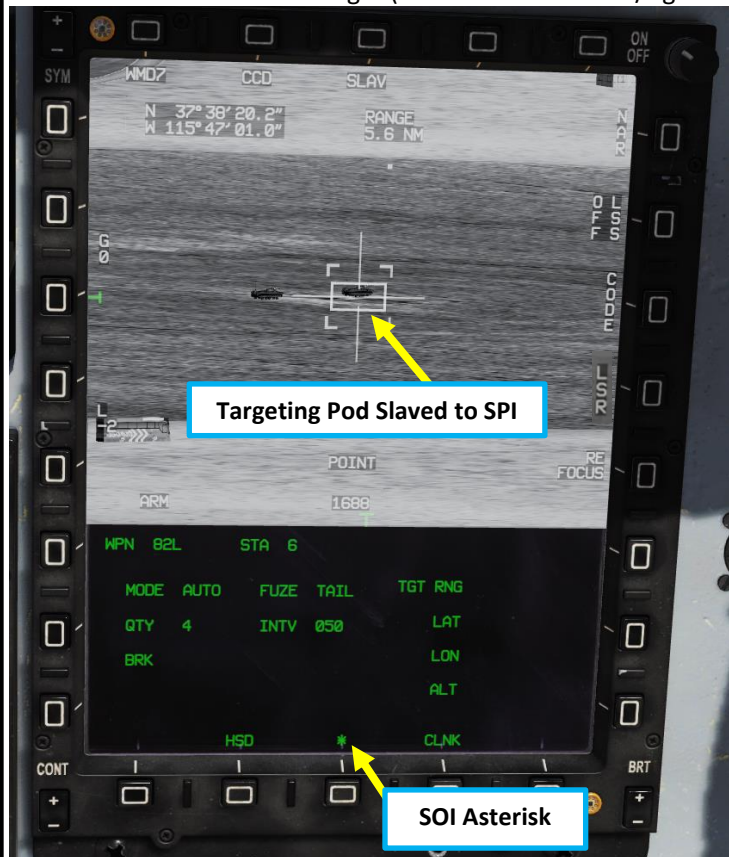 ON
OFF
SYM
WMD7 CCD SLAV
N 37°38'20.2" RANGE
W 115°47'01.0" 5.6 NM
NAR
OFF LSS
G
0
CODE
LSR
Targeting Pod Slaved to SPI
L
-2
POINT
RE
FOCUS
ARM 1688
WPN 82L STA 6
MODE AUTO FUZE TAIL TGT RNG
QTY 4 INTV 050 LAT
BRK LON
ALT
HSD * CLNK
CONT BRT
SOI Asterisk